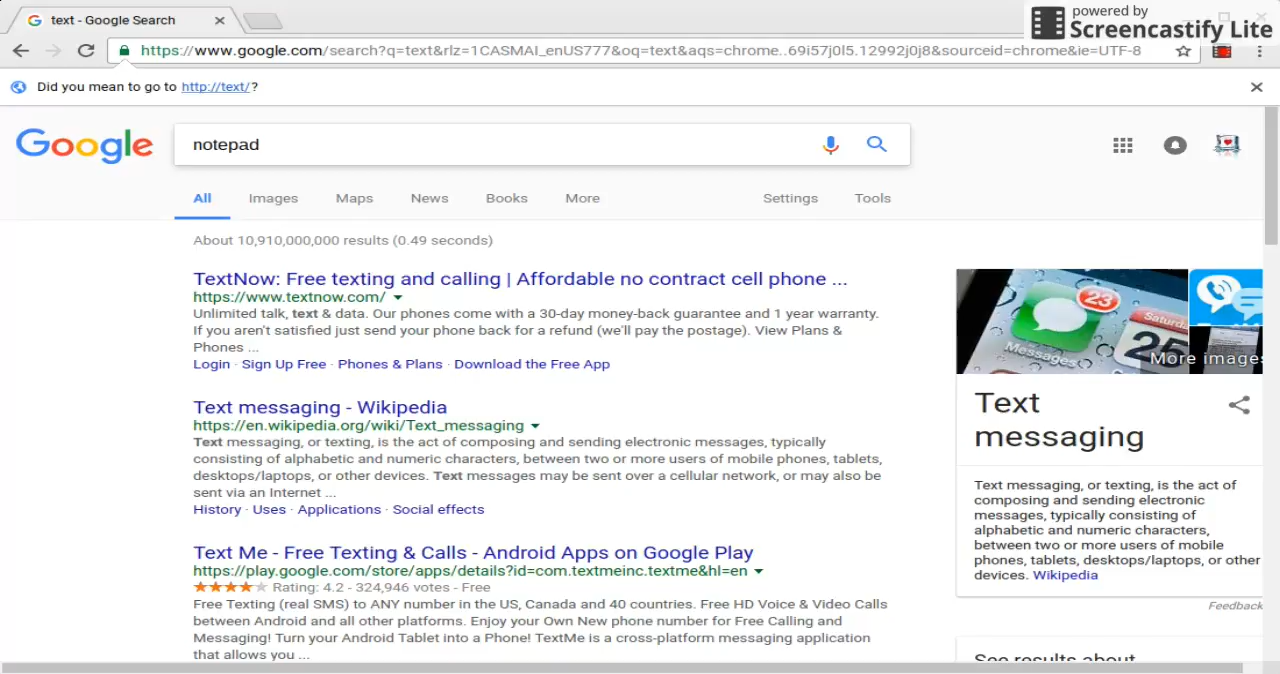 text - Google Search
powered by
Screencastify Lite
https://www.google.com/search?q=text&rlz=1CASMAI_enUS777&oq=text&aqs=chrome..69i57j0l5.12992j0j8&sourceid=chrome&ie=UTF-8
Did you mean to go to http://text/?
Google
notepad
All Images Maps News Books More Settings Tools
About 10,910,000,000 results (0.49 seconds)
TextNow: Free texting and calling | Affordable no contract cell phone ...
https://www.textnow.com/
Unlimited talk, text & data. Our phones come with a 30-day money-back guarantee and 1 year warranty.
If you aren't satisfied just send your phone back for a refund (we'll pay the postage). View Plans &
Phones ...
Login · Sign Up Free · Phones & Plans · Download the Free App
Text messaging - Wikipedia
https://en.wikipedia.org/wiki/Text_messaging
Text messaging, or texting, is the act of composing and sending electronic messages, typically
consisting of alphabetic and numeric characters, between two or more users of mobile phones, tablets,
desktops/laptops, or other devices. Text messages may be sent over a cellular network, or may also be
sent via an Internet ...
History · Uses · Applications · Social effects
Text Me - Free Texting & Calls - Android Apps on Google Play
https://play.google.com/store/apps/details?id=com.textmeinc.textme&hl=en
Rating: 4.2 - 324,946 votes - Free
Free Texting (real SMS) to ANY number in the US, Canada and 40 countries. Free HD Voice & Video Calls
between Android and all other platforms. Enjoy your Own New phone number for Free Calling and
Messaging! Turn your Android Tablet into a Phone! TextMe is a cross-platform messaging application
that allows you ...
23
Saturda
Messages
25
More images
Text
messaging
Text messaging, or texting, is the act of
composing and sending electronic
messages, typically consisting of
alphabetic and numeric characters,
between two or more users of mobile
phones, tablets, desktops/laptops, or other
devices. Wikipedia
Feedback
See results about